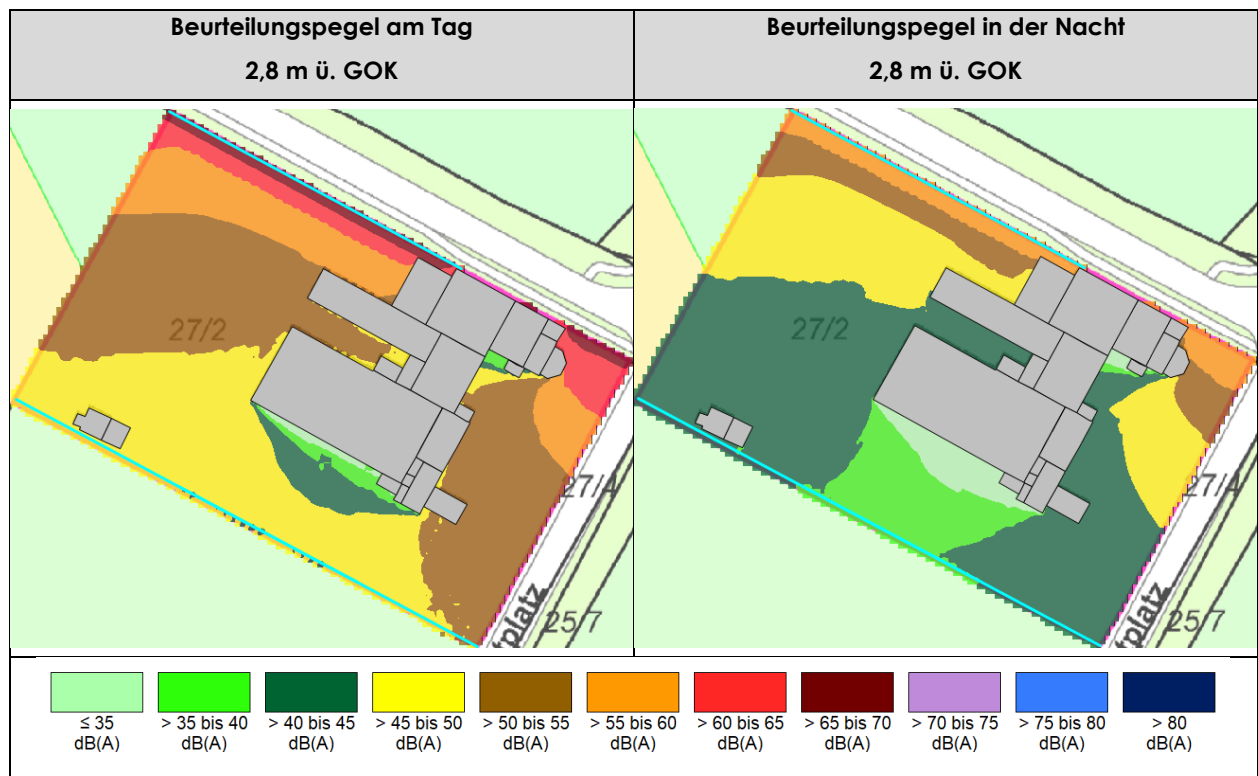 Beurteilungspegel am Tag
2,8 m ü. GOK
Beurteilungspegel in der Nacht
2,8 m ü. GOK
27/2
27/4
tplatz
25/7
27/2
27/4
tplatz
25/7
≤ 35
dB(A)
> 35 bis 40
dB(A)
> 40 bis 45
dB(A)
> 45 bis 50
dB(A)
> 50 bis 55
dB(A)
> 55 bis 60
dB(A)
> 60 bis 65
dB(A)
> 65 bis 70
dB(A)
> 70 bis 75
dB(A)
> 75 bis 80
dB(A)
> 80
dB(A)